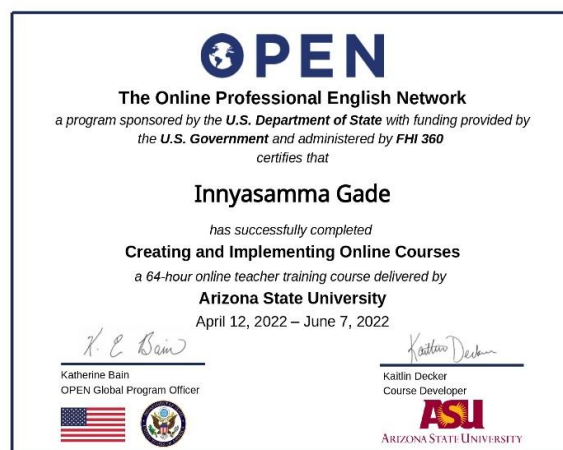 OPEN
The Online Professional English Network
a program sponsored by the U.S. Department of State with funding provided by
the U.S. Government and administered by FHI 360
certifies that
Innyasamma Gade
has successfully completed
Creating and Implementing Online Courses
a 64-hour online teacher training course delivered by
Arizona State University
April 12, 2022 – June 7, 2022
K. E Bain
Kaitlin Decker
Katherine Bain
OPEN Global Program Officer
Kaitlin Decker
Course Developer
ASU
ARIZONA STATE UNIVERSITY